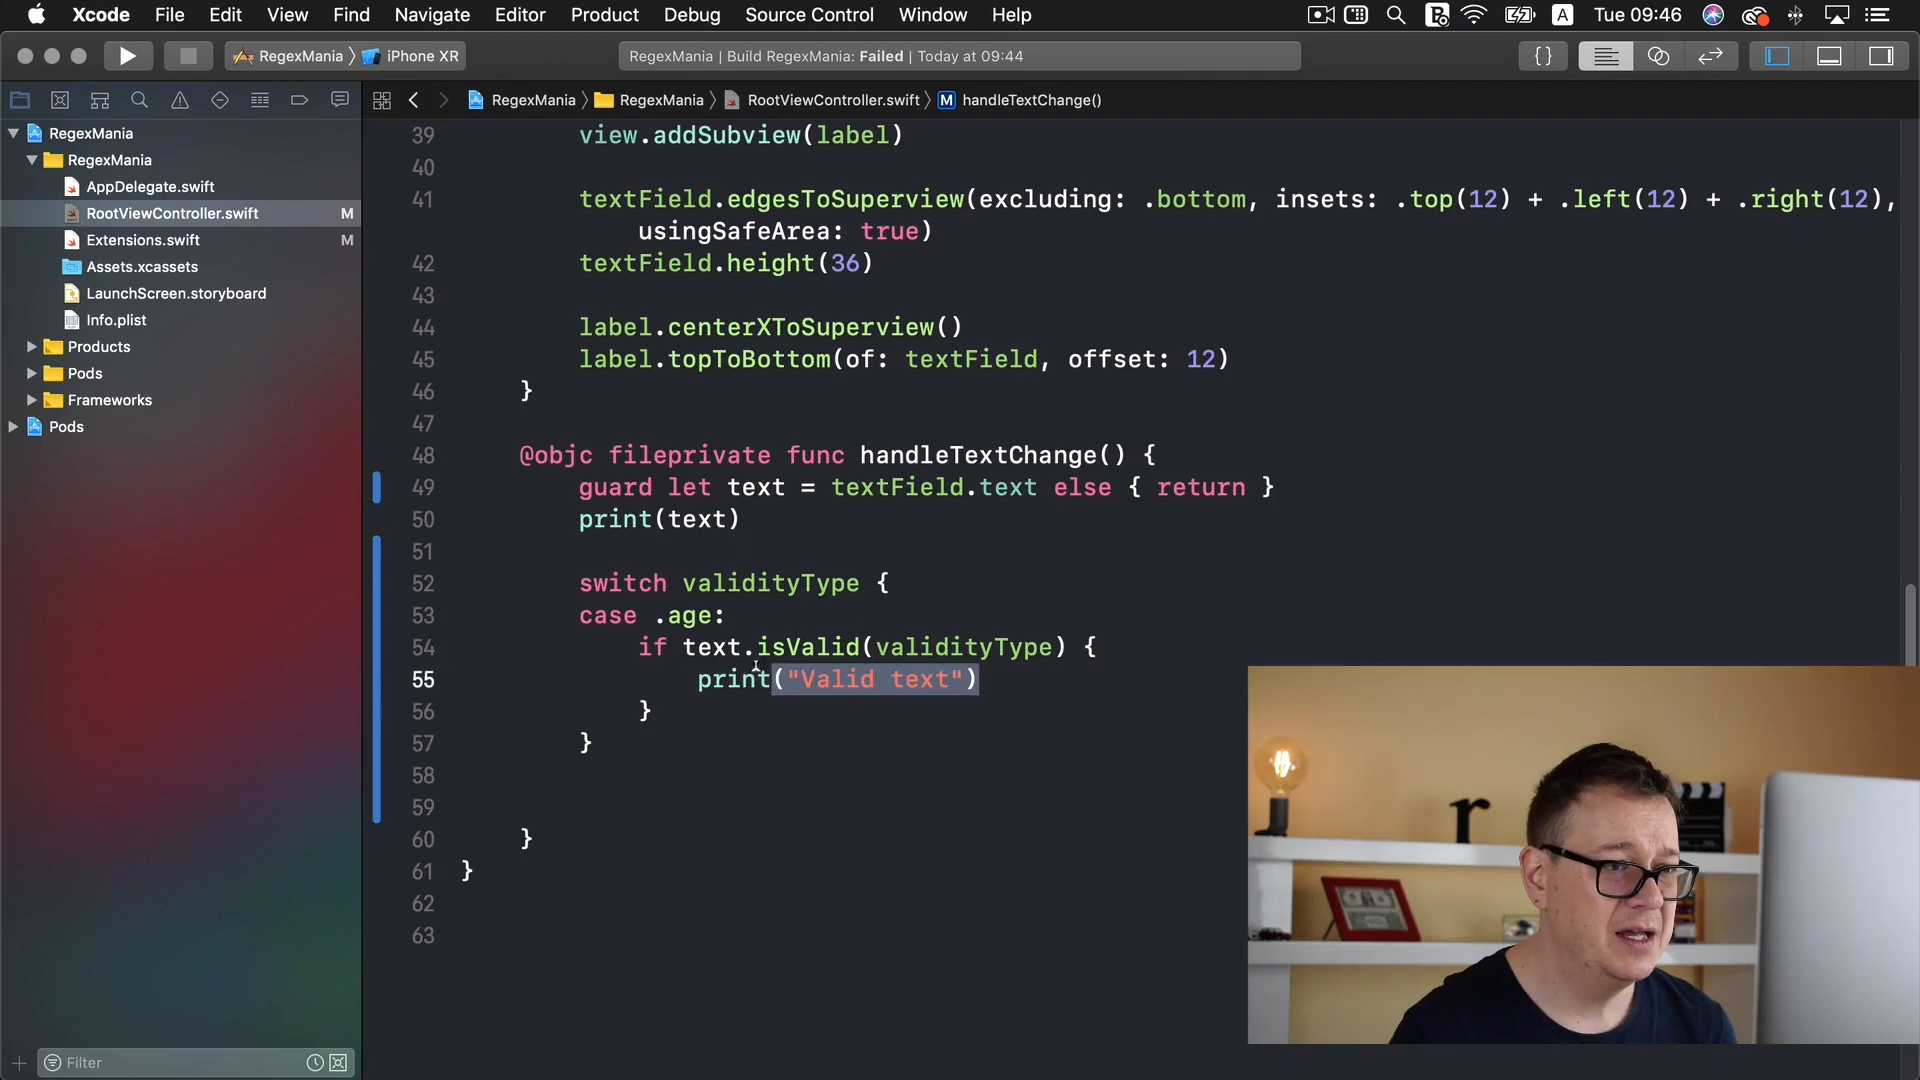 Xcode File Edit View Find Navigate Editor Product Debug Source Control Window Help A Tue 09:46
RegexMania iPhone XR RegexMania | Build RegexMania: Failed | Today at 09:44 {}
RegexMania RegexMania RootViewController.swift M handleTextChange()
RegexMania
RegexMania
AppDelegate.swift
RootViewController.swift M
Extensions.swift M
Assets.xcassets
LaunchScreen.storyboard
Info.plist
Products
Pods
Frameworks
Pods
Filter
39 view.addSubview(label)
40
41 textField.edgesToSuperview(excluding: .bottom, insets: .top(12) + .left(12) + .right(12),
usingSafeArea: true)
42 textField.height(36)
43
44 label.centerXToSuperview()
45 label.topToBottom(of: textField, offset: 12)
46 }
47
48 @objc fileprivate func handleTextChange() {
49 guard let text = textField.text else { return }
50 print(text)
51
52 switch validityType {
53 case .age:
54 if text.isValid(validityType) {
55 print("Valid text")
56 }
57 }
58
59
60 }
61 }
62
63
r